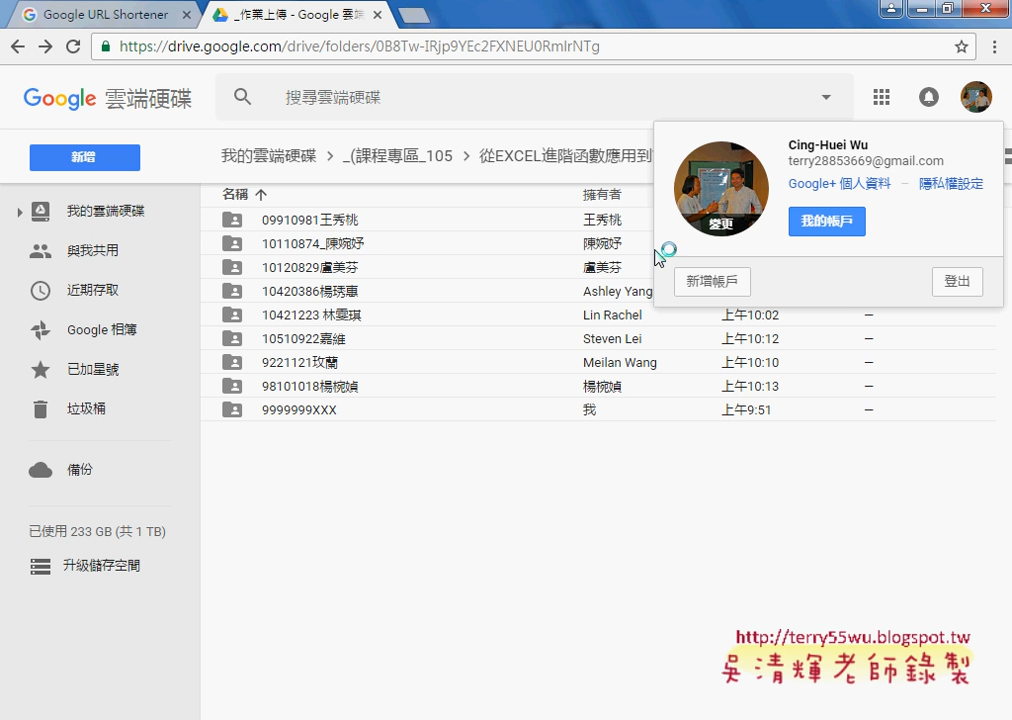 Google URL Shortener
_作業上傳 - Google 雲端
https://drive.google.com/drive/folders/0B8Tw-IRjp9YEc2FXNEU0RmIrNTg
Google 雲端硬碟
搜尋雲端硬碟
新增
我的雲端硬碟 > _(課程專區_105 > 從EXCEL進階函數應用到
Cing-Huei Wu
terry28853669@gmail.com
Google+ 個人資料 – 隱私權設定
變更
我的帳戶
新增帳戶
登出
名稱
擁有者
我的雲端硬碟
與我共用
近期存取
Google 相簿
已加星號
垃圾桶
備份
已使用 233 GB (共 1 TB)
升級儲存空間
09910981王秀桃 王秀桃
10110874_陳婉妤 陳婉妤
10120829盧美芬 盧美芬
10420386楊琇惠 Ashley Yang
10421223 林雯琪 Lin Rachel 上午10:02 –
10510922嘉維 Steven Lei 上午10:12 –
9221121玫蘭 Meilan Wang 上午10:10 –
98101018楊椀媜 楊椀媜 上午10:13 –
9999999XXX 我 上午9:51 –
http://terry55wu.blogspot.tw
吳清輝老師錄製